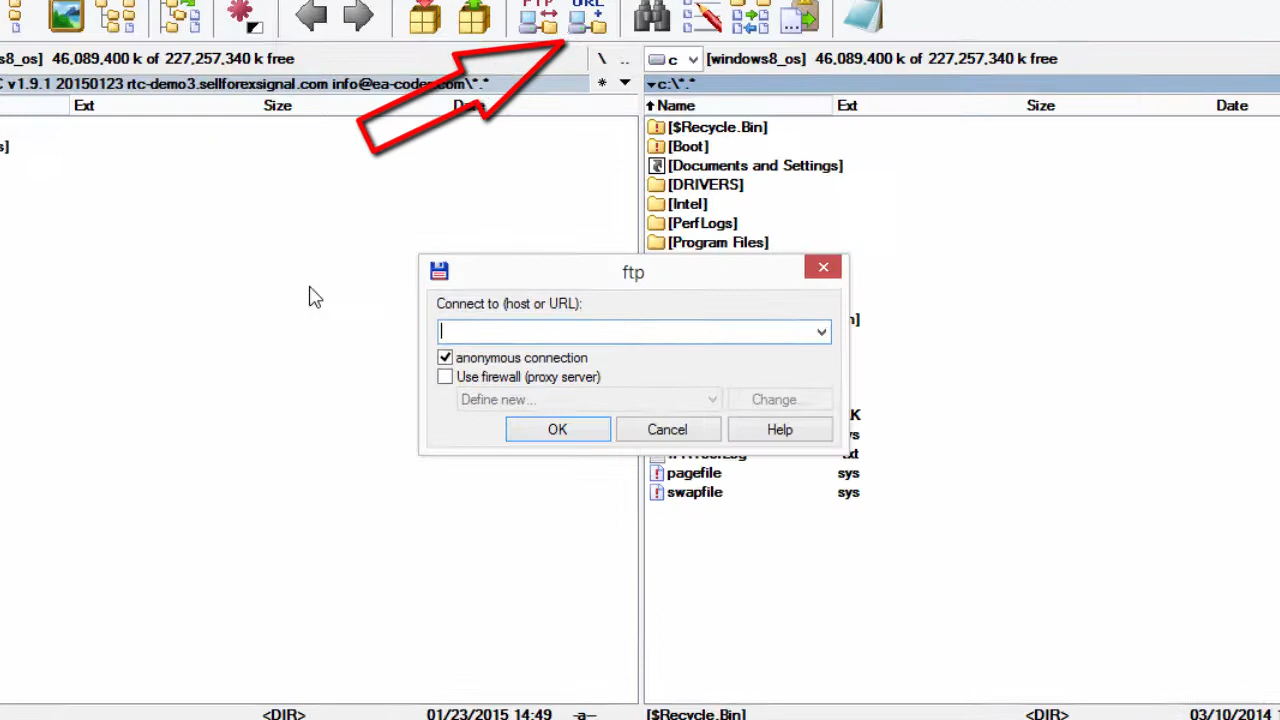 FTP URL
s8_os] 46,089,400 k of 227,257,340 k free \ ..
c [windows8_os] 46,089,400 k of 227,257,340 k free
C v1.9.1 20150123 rtc-demo3.sellforexsignal.com info@ea-coder.com\*.* * ▼
▼c:\*.*
Ext Size Date
Name Ext Size Date
[$Recycle.Bin]
s] [Boot]
[Documents and Settings]
[DRIVERS]
[Intel]
[PerfLogs]
[Program Files]
ftp
Connect to (host or URL):
n]
anonymous connection
Use firewall (proxy server)
Define new... Change...
K
OK Cancel Help
ys
txt
pagefile sys
swapfile sys
<DIR> 01/23/2015 14:49 -a--
[$Recycle.Bin] <DIR> 03/10/2014 1